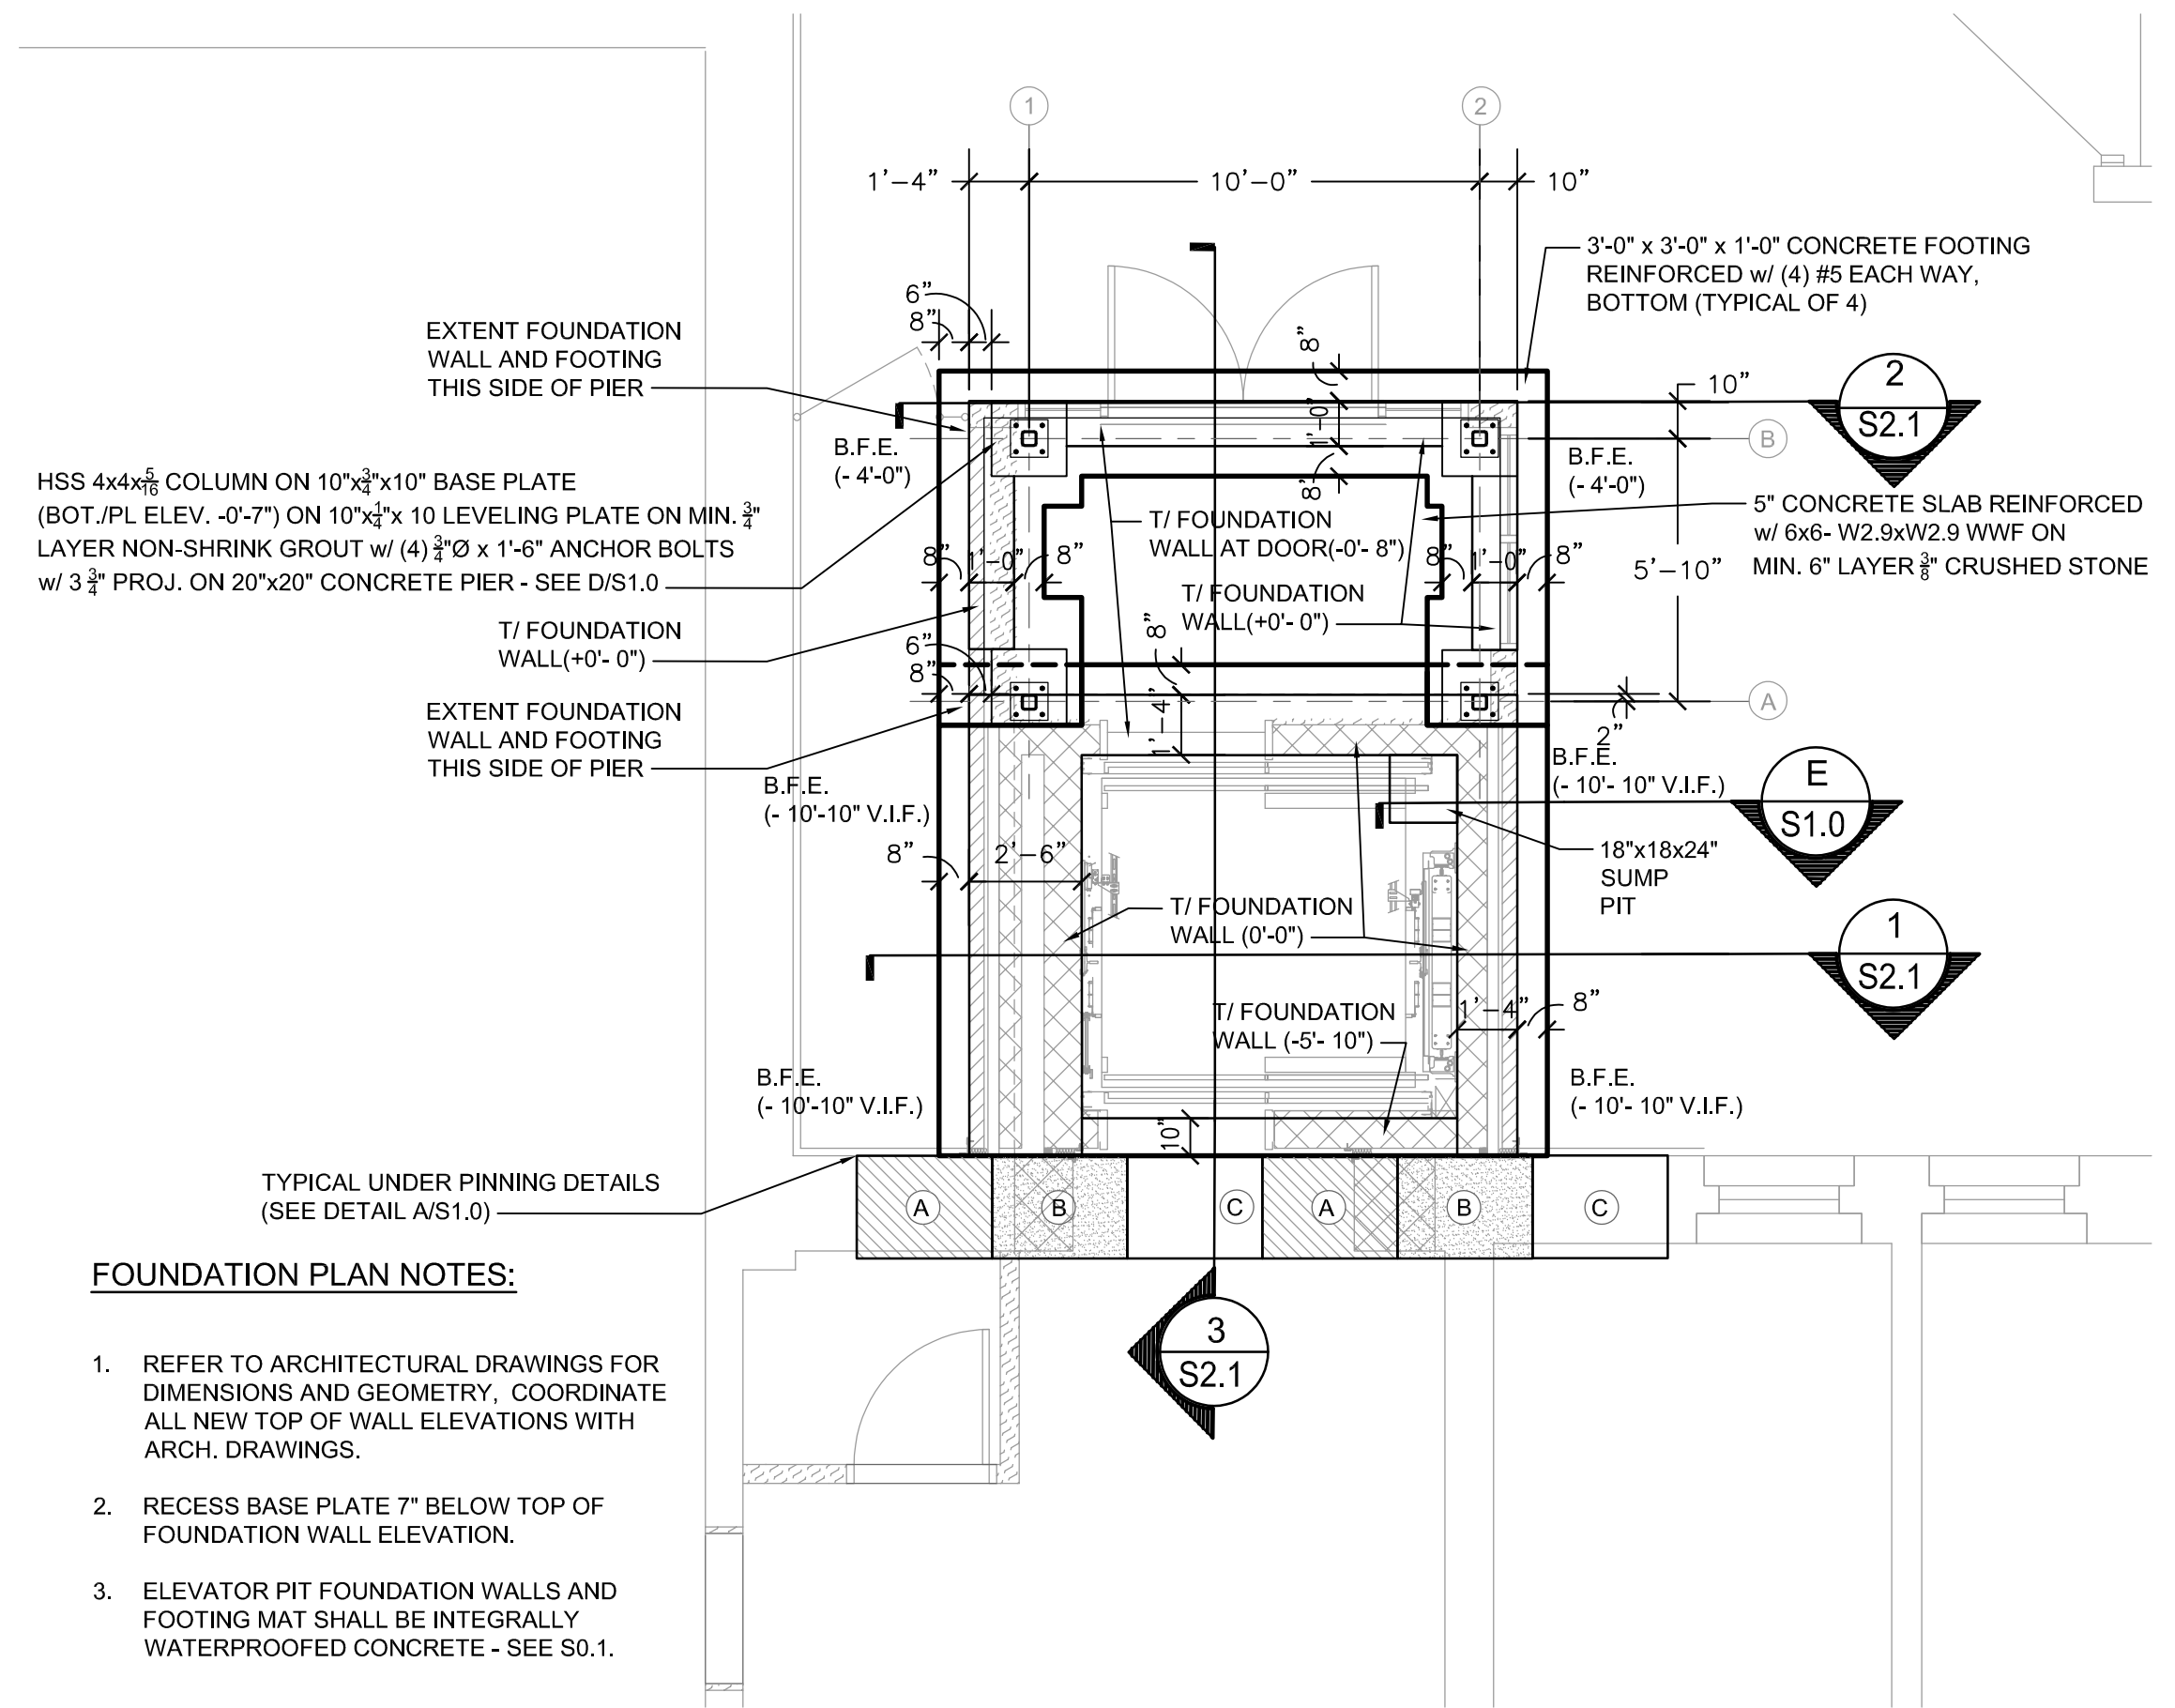 1
2
1'-4"
10'-0"
10"
3'-0" x 3'-0" x 1'-0" CONCRETE FOOTING
REINFORCED w/ (4) #5 EACH WAY,
BOTTOM (TYPICAL OF 4)
6"
8"
8"
EXTENT FOUNDATION
WALL AND FOOTING
THIS SIDE OF PIER
10"
2
S2.1
1'-0"
B
B.F.E.
(- 4'-0")
B.F.E.
(- 4'-0")
HSS 4x4x5/16 COLUMN ON 10"x3/4"x10" BASE PLATE
(BOT./PL ELEV. -0'-7") ON 10"x1/4"x 10 LEVELING PLATE ON MIN. 3/4"
LAYER NON-SHRINK GROUT w/ (4) 3/4"Ø x 1'-6" ANCHOR BOLTS
w/ 3 3/4" PROJ. ON 20"x20" CONCRETE PIER - SEE D/S1.0
8"
5" CONCRETE SLAB REINFORCED
w/ 6x6- W2.9xW2.9 WWF ON
MIN. 6" LAYER 3/8" CRUSHED STONE
T/ FOUNDATION
WALL AT DOOR(-0'- 8")
8"
1'-0"
8"
8"
1'-0"
8"
5'-10"
T/ FOUNDATION
WALL(+0'- 0")
T/ FOUNDATION
WALL(+0'- 0")
8"
6"
8"
EXTENT FOUNDATION
WALL AND FOOTING
THIS SIDE OF PIER
1'-4"
A
2"
B.F.E.
(- 10'-10" V.I.F.)
B.F.E.
(- 10'- 10" V.I.F.)
E
S1.0
8"
2'-6"
18"x18x24"
SUMP
PIT
T/ FOUNDATION
WALL (0'-0")
1
S2.1
T/ FOUNDATION
WALL (-5'- 10")
1'-4"
8"
B.F.E.
(- 10'-10" V.I.F.)
B.F.E.
(- 10'- 10" V.I.F.)
10"
TYPICAL UNDER PINNING DETAILS
(SEE DETAIL A/S1.0)
A
B
C
A
B
C
3
S2.1
FOUNDATION PLAN NOTES:
1. REFER TO ARCHITECTURAL DRAWINGS FOR
DIMENSIONS AND GEOMETRY, COORDINATE
ALL NEW TOP OF WALL ELEVATIONS WITH
ARCH. DRAWINGS.
2. RECESS BASE PLATE 7" BELOW TOP OF
FOUNDATION WALL ELEVATION.
3. ELEVATOR PIT FOUNDATION WALLS AND
FOOTING MAT SHALL BE INTEGRALLY
WATERPROOFED CONCRETE - SEE S0.1.